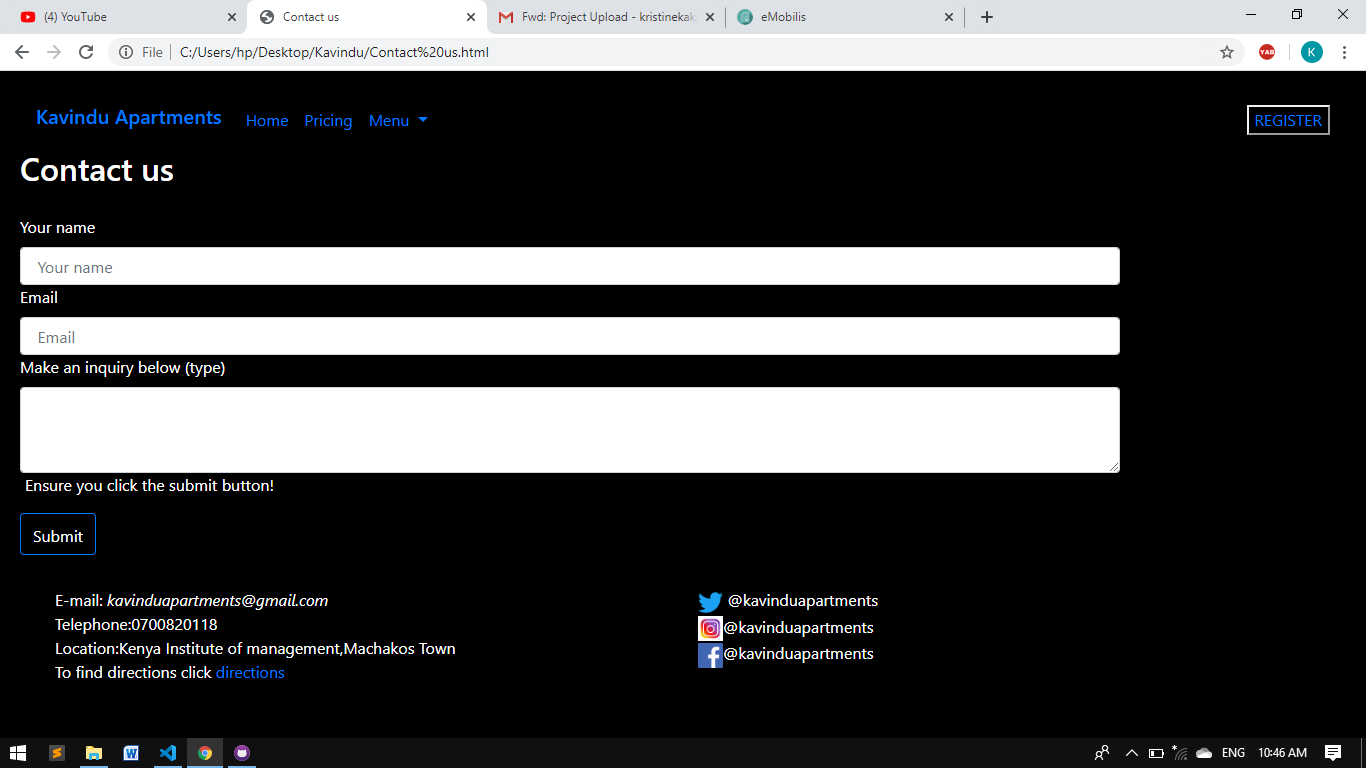 (4) YouTube
Contact us
Fwd: Project Upload - kristinekak
eMobilis
File
C:/Users/hp/Desktop/Kavindu/Contact%20us.html
YAB
K
Kavindu Apartments Home Pricing Menu REGISTER
Contact us
Your name
Your name
Email
Email
Make an inquiry below (type)
Ensure you click the submit button!
Submit
E-mail: kavinduapartments@gmail.com
Telephone:0700820118
Location:Kenya Institute of management,Machakos Town
To find directions click directions
@kavinduapartments
@kavinduapartments
@kavinduapartments
ENG 10:46 AM